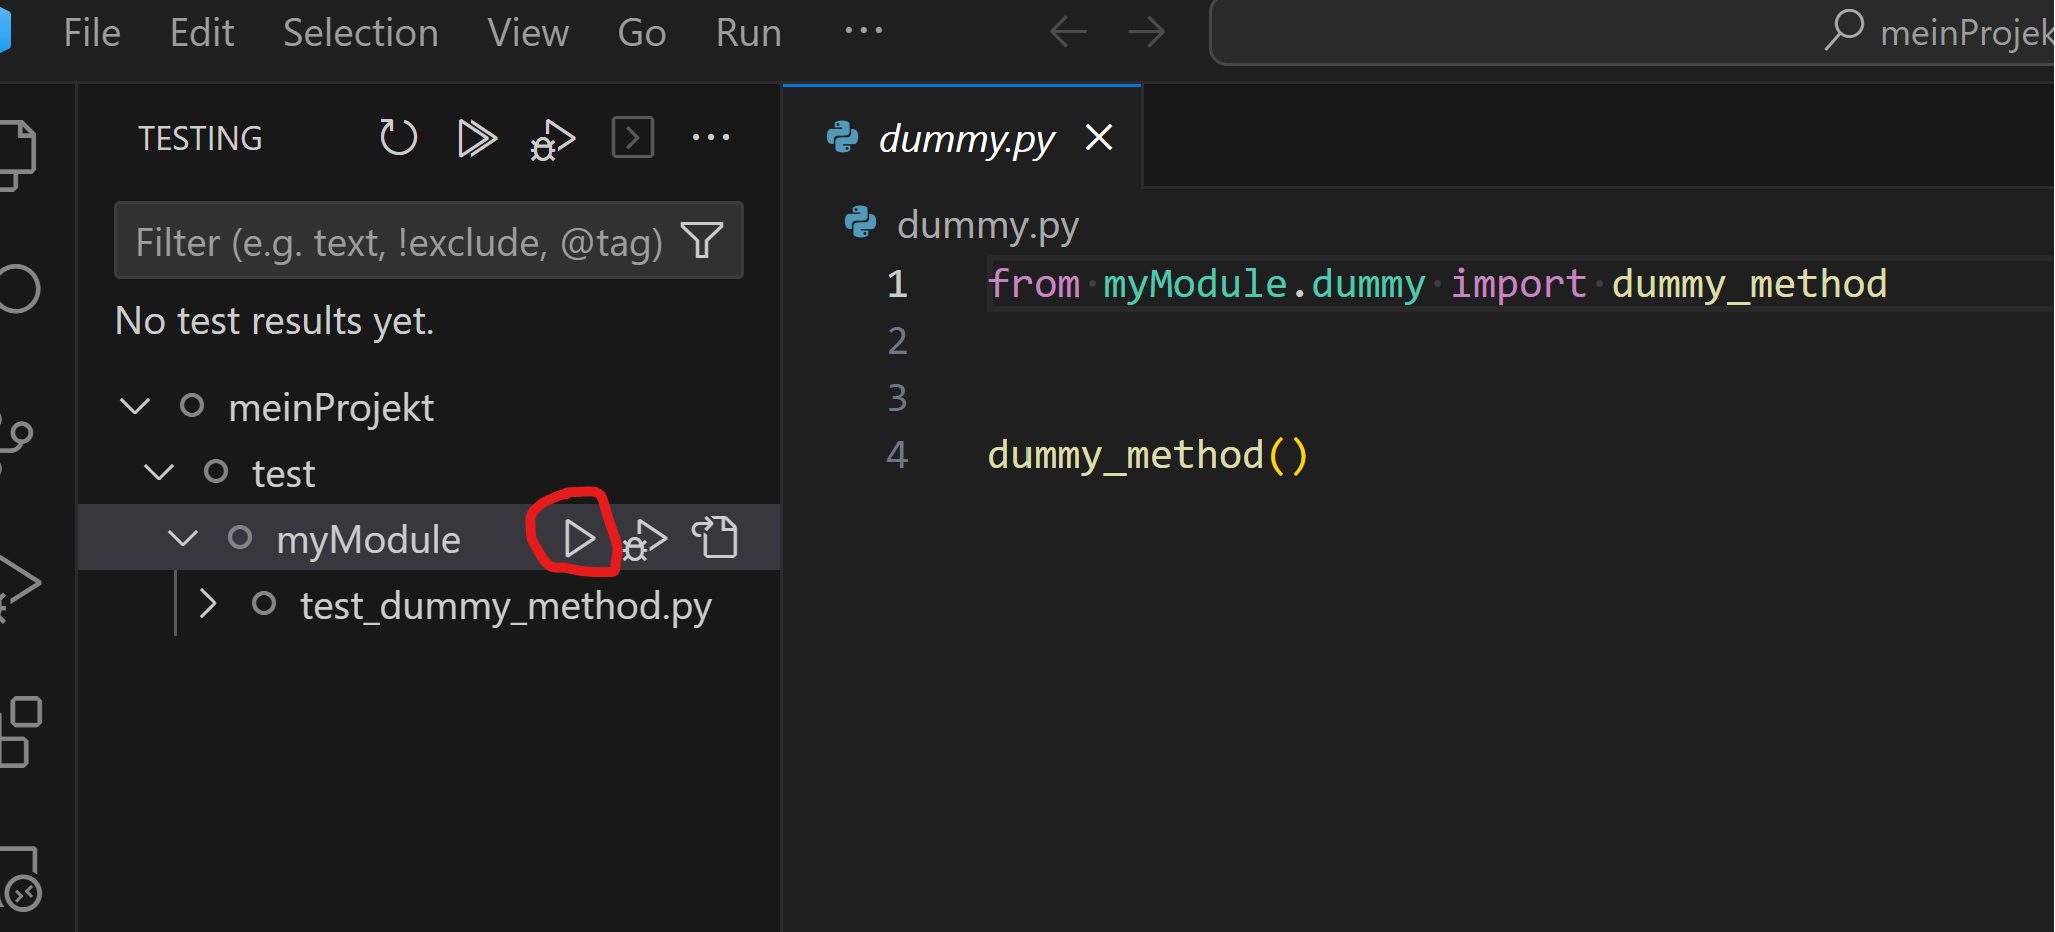 File Edit Selection View Go Run ...
meinProjek
TESTING
dummy.py
Filter (e.g. text, !exclude, @tag)
dummy.py
No test results yet.
1 from myModule.dummy import dummy_method
2
3
4 dummy_method()
meinProjekt
test
myModule
test_dummy_method.py